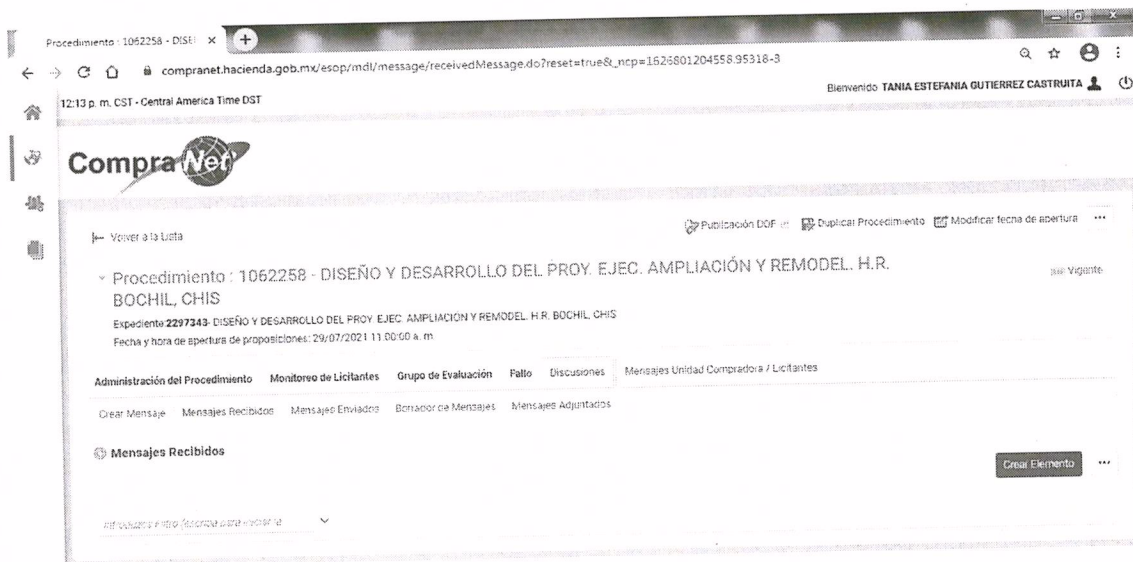 Procedimiento : 1062258 - DISE
compranet.hacienda.gob.mx/esop/mdl/message/receivedMessage.do?reset=true&_ncp=1626801204558.95318-3
12:13 p. m. CST - Central America Time DST
Bienvenido TANIA ESTEFANIA GUTIERREZ CASTRUITA
CompraNet
Volver a la Lista
Publicación DOF
Duplicar Procedimiento
Modificar fecha de apertura
Procedimiento : 1062258 - DISEÑO Y DESARROLLO DEL PROY. EJEC. AMPLIACIÓN Y REMODEL. H.R.
BOCHIL, CHIS
Vigente
Expediente:2297343- DISEÑO Y DESARROLLO DEL PROY. EJEC. AMPLIACIÓN Y REMODEL. H.R. BOCHIL, CHIS
Fecha y hora de apertura de proposiciones: 29/07/2021 11:00:00 a. m.
Administración del Procedimiento Monitoreo de Licitantes Grupo de Evaluación Fallo Discusiones Mensajes Unidad Compradora / Licitantes
Crear Mensaje Mensajes Recibidos Mensajes Enviados Borrador de Mensajes Mensajes Adjuntados
Mensajes Recibidos
Crear Elemento